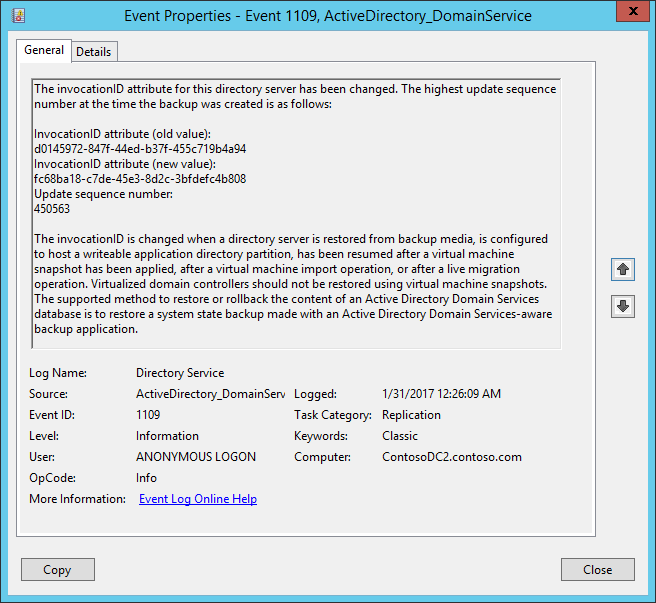 Event Properties - Event 1109, ActiveDirectory_DomainService
General
Details
The invocationID attribute for this directory server has been changed. The highest update sequence
number at the time the backup was created is as follows:
InvocationID attribute (old value):
d0145972-847f-44ed-b37f-455c719b4a94
InvocationID attribute (new value):
fc68ba18-c7de-45e3-8d2c-3bfdefc4b808
Update sequence number:
450563
The invocationID is changed when a directory server is restored from backup media, is configured
to host a writeable application directory partition, has been resumed after a virtual machine
snapshot has been applied, after a virtual machine import operation, or after a live migration
operation. Virtualized domain controllers should not be restored using virtual machine snapshots.
The supported method to restore or rollback the content of an Active Directory Domain Services
database is to restore a system state backup made with an Active Directory Domain Services-aware
backup application.
Log Name: Directory Service
Source: ActiveDirectory_DomainServ Logged: 1/31/2017 12:26:09 AM
Event ID: 1109 Task Category: Replication
Level: Information Keywords: Classic
User: ANONYMOUS LOGON Computer: ContosoDC2.contoso.com
OpCode: Info
More Information: Event Log Online Help
Copy
Close